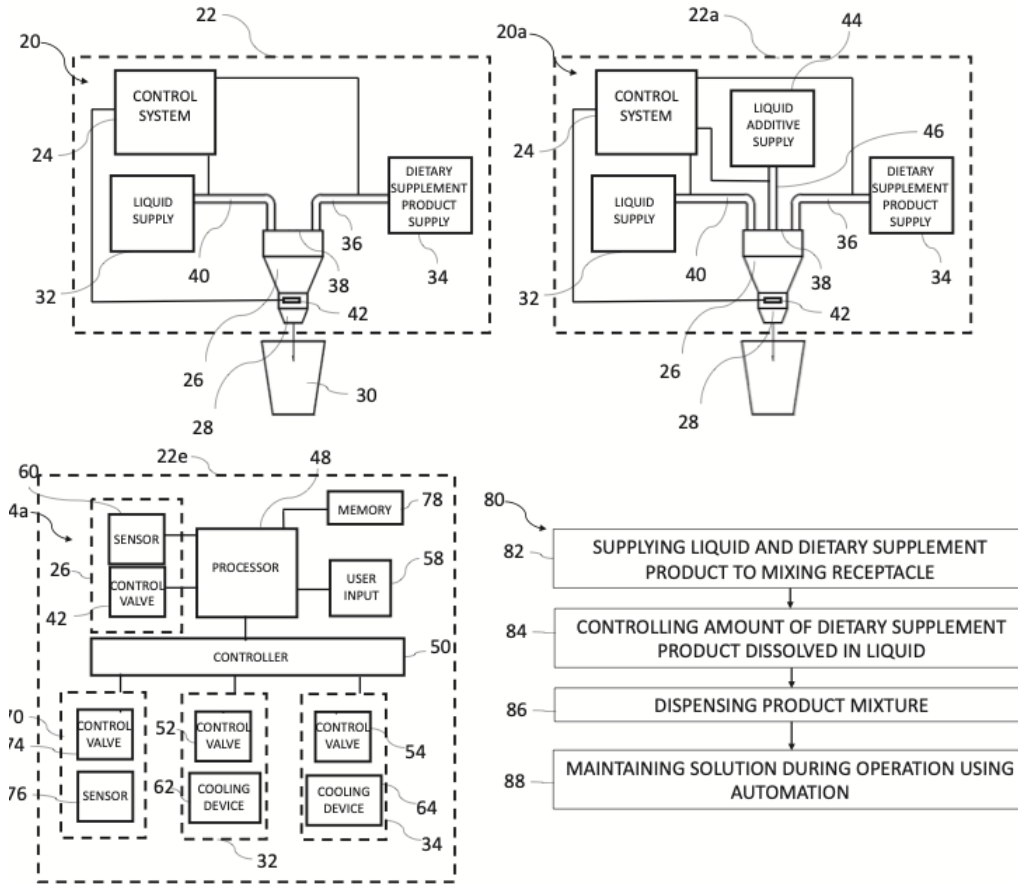 22
20
CONTROL
SYSTEM
24
LIQUID
SUPPLY
DIETARY
SUPPLEMENT
PRODUCT
SUPPLY
40
36
34
32
38
42
26
28
30
22a
44
20a
CONTROL
SYSTEM
LIQUID
ADDITIVE
SUPPLY
46
24
LIQUID
SUPPLY
DIETARY
SUPPLEMENT
PRODUCT
SUPPLY
40
36
34
32
38
42
26
28
60
22e
48
4a
SENSOR
MEMORY
78
26
PROCESSOR
USER
INPUT
58
CONTROL
VALVE
42
CONTROLLER
50
70
CONTROL
VALVE
74
52
CONTROL
VALVE
CONTROL
VALVE
54
76
SENSOR
62
COOLING
DEVICE
COOLING
DEVICE
64
32
34
80
82
SUPPLYING LIQUID AND DIETARY SUPPLEMENT
PRODUCT TO MIXING RECEPTACLE
84
CONTROLLING AMOUNT OF DIETARY SUPPLEMENT
PRODUCT DISSOLVED IN LIQUID
86
DISPENSING PRODUCT MIXTURE
88
MAINTAINING SOLUTION DURING OPERATION USING
AUTOMATION